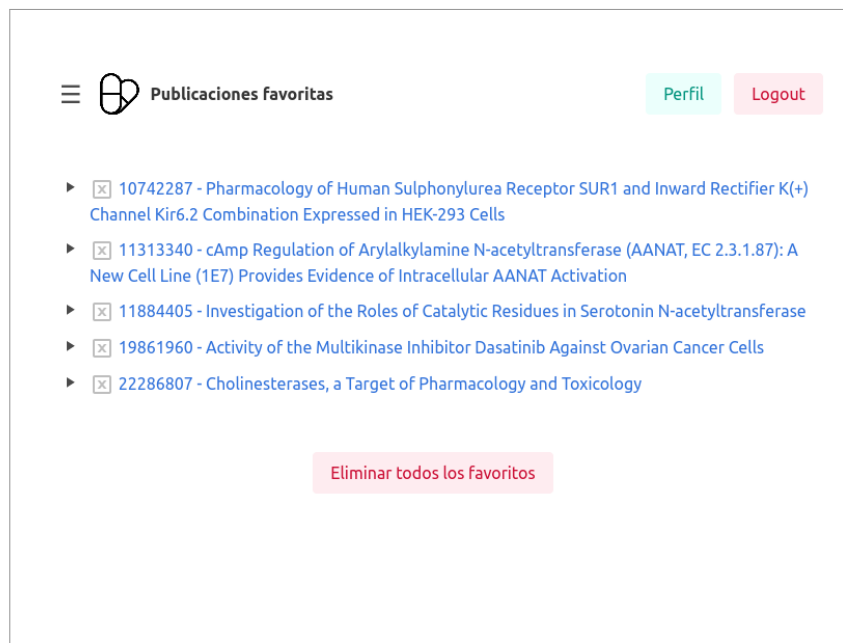 Publicaciones favoritas
Perfil
Logout
10742287 - Pharmacology of Human Sulphonylurea Receptor SUR1 and Inward Rectifier K(+)
Channel Kir6.2 Combination Expressed in HEK-293 Cells
11313340 - cAmp Regulation of Arylalkylamine N-acetyltransferase (AANAT, EC 2.3.1.87): A
New Cell Line (1E7) Provides Evidence of Intracellular AANAT Activation
11884405 - Investigation of the Roles of Catalytic Residues in Serotonin N-acetyltransferase
19861960 - Activity of the Multikinase Inhibitor Dasatinib Against Ovarian Cancer Cells
22286807 - Cholinesterases, a Target of Pharmacology and Toxicology
Eliminar todos los favoritos